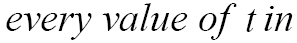 every value of t in